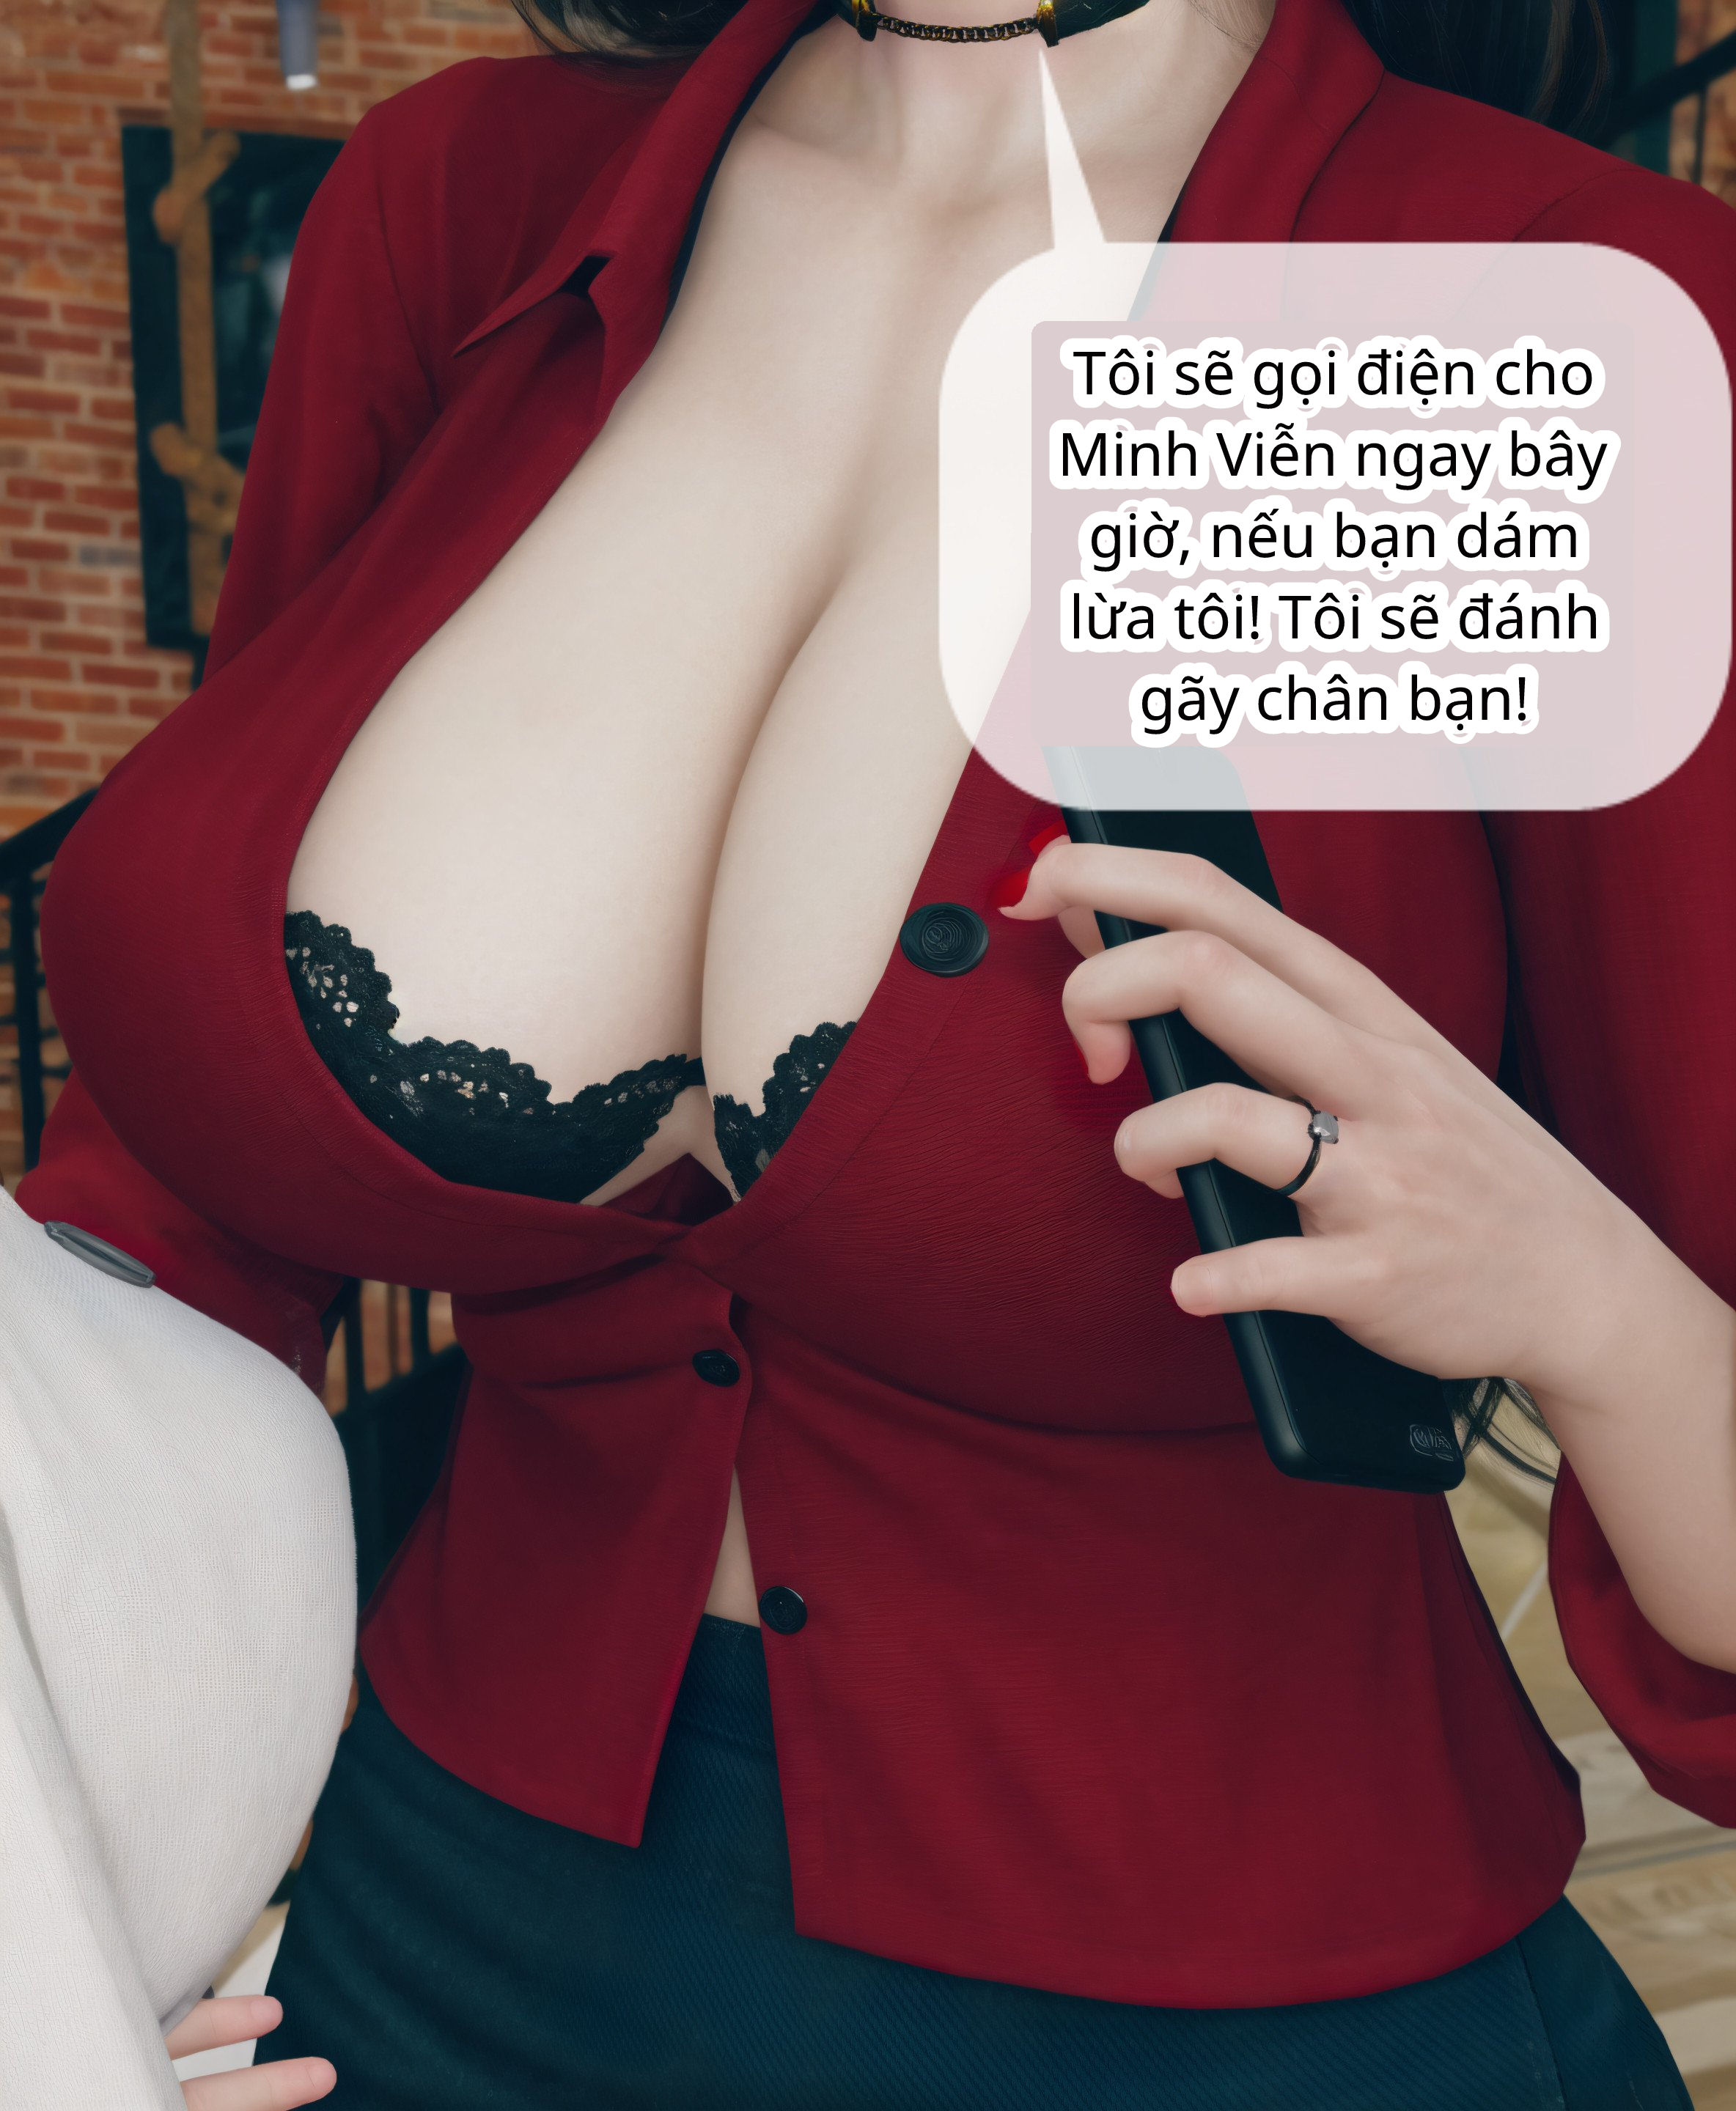 Tôi sẽ gọi điện cho
Minh Viễn ngay bây
giờ, nếu bạn dám
lừa tôi! Tôi sẽ đánh
gãy chân bạn!